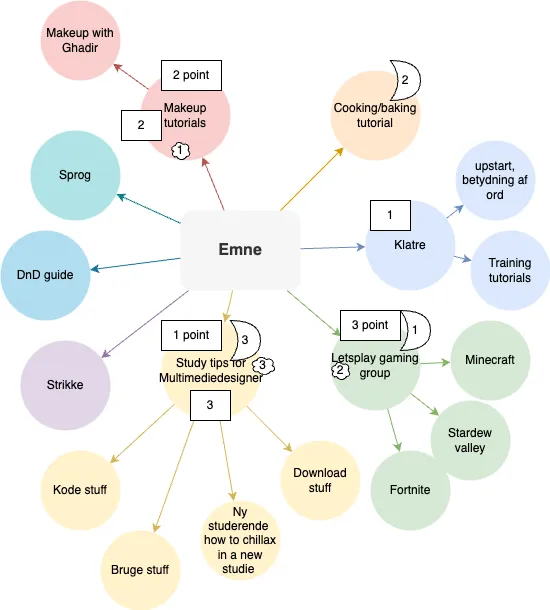 Makeup with
Ghadir
2 point
Makeup
tutorials
2
1
Cooking/baking
tutorial
2
Sprog
upstart,
betydning af
ord
1
Klatre
Training
tutorials
Emne
DnD guide
Strikke
1 point
3
Study tips for
Multimediedesigner
3
3
3 point
1
Letsplay gaming
group
2
Minecraft
Stardew
valley
Fortnite
Kode stuff
Bruge stuff
Ny
studerende
how to chillax
in a new
studie
Download
stuff